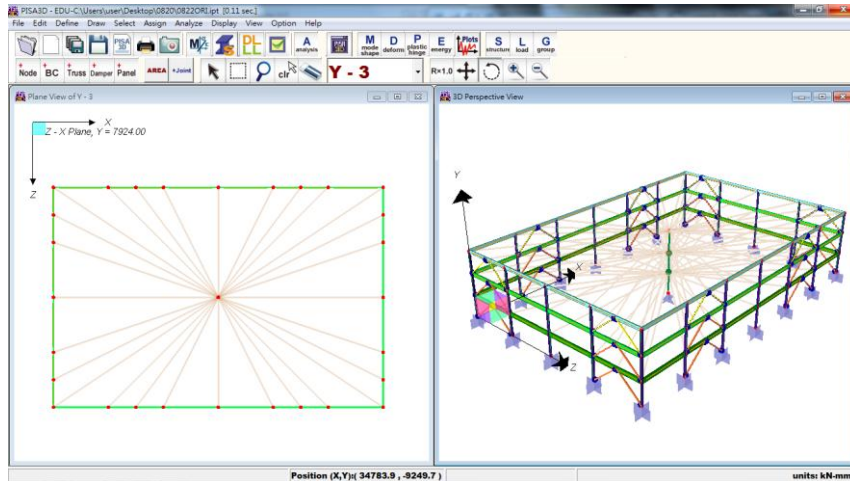 PISA3D - EDU-C:\Users\user\Desktop\0820\0822ORI.ipt [0.11 sec.]
File Edit Define Draw Select Assign Analyze Display View Option Help
A analysis M mode shape D deform P plastic hinge E energy Plots S structure L load G group
Node BC Truss Damper Panel AREA +Joint clr Y - 3 R×1.0
Plane View of Y - 3
X
Z - X Plane, Y = 7924.00
Z
3D Perspective View
Y
X
Z
Position (X,Y):( 34783.9 , -9249.7 ) units: kN-mm